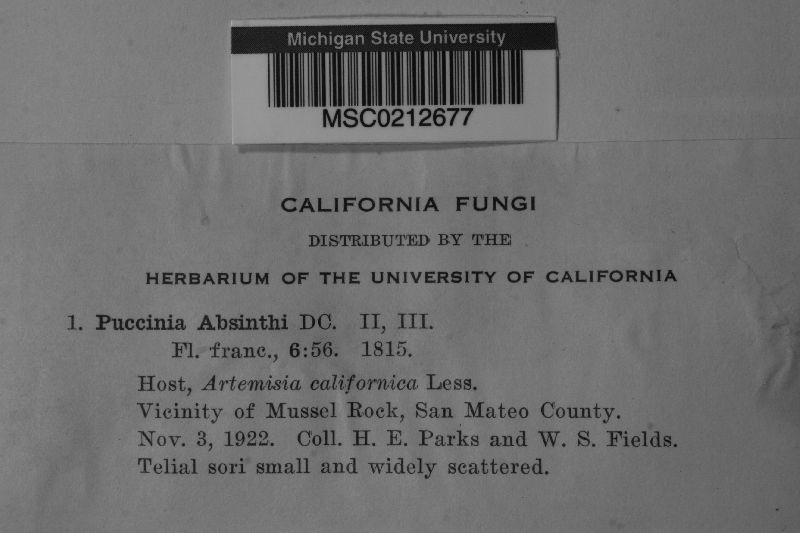 Michigan State University
MSC0212677
CALIFORNIA FUNGI
DISTRIBUTED BY THE
HERBARIUM OF THE UNIVERSITY OF CALIFORNIA
1. Puccinia Absinthi DC. II, III.
Fl. franc., 6:56. 1815.
Host, Artemisia californica Less.
Vicinity of Mussel Rock, San Mateo County.
Nov. 3, 1922. Coll. H. E. Parks and W. S. Fields.
Telial sori small and widely scattered.